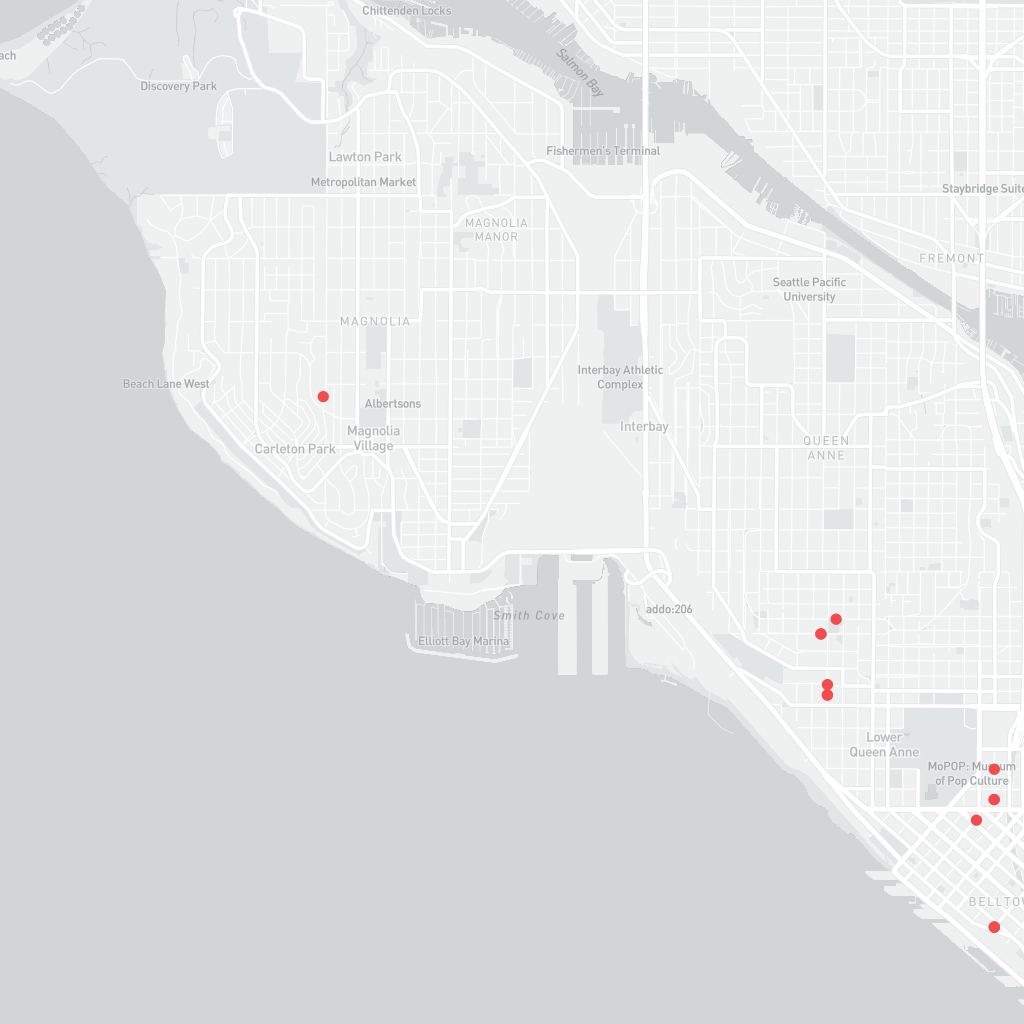 Chittenden Locks
ach
Salmon Bay
Discovery Park
Fishermen's Terminal
Lawton Park
Metropolitan Market
Staybridge Suite
MAGNOLIA
MANOR
FREMONT
Seattle Pacific
University
MAGNOLIA
Interbay Athletic
Complex
Beach Lane West
Albertsons
Interbay
Magnolia
Village
Carleton Park
QUEEN
ANNE
addo:206
Smith Cove
Elliott Bay Marina
Lower
Queen Anne
MoPOP: Museum
of Pop Culture
BELLTOW